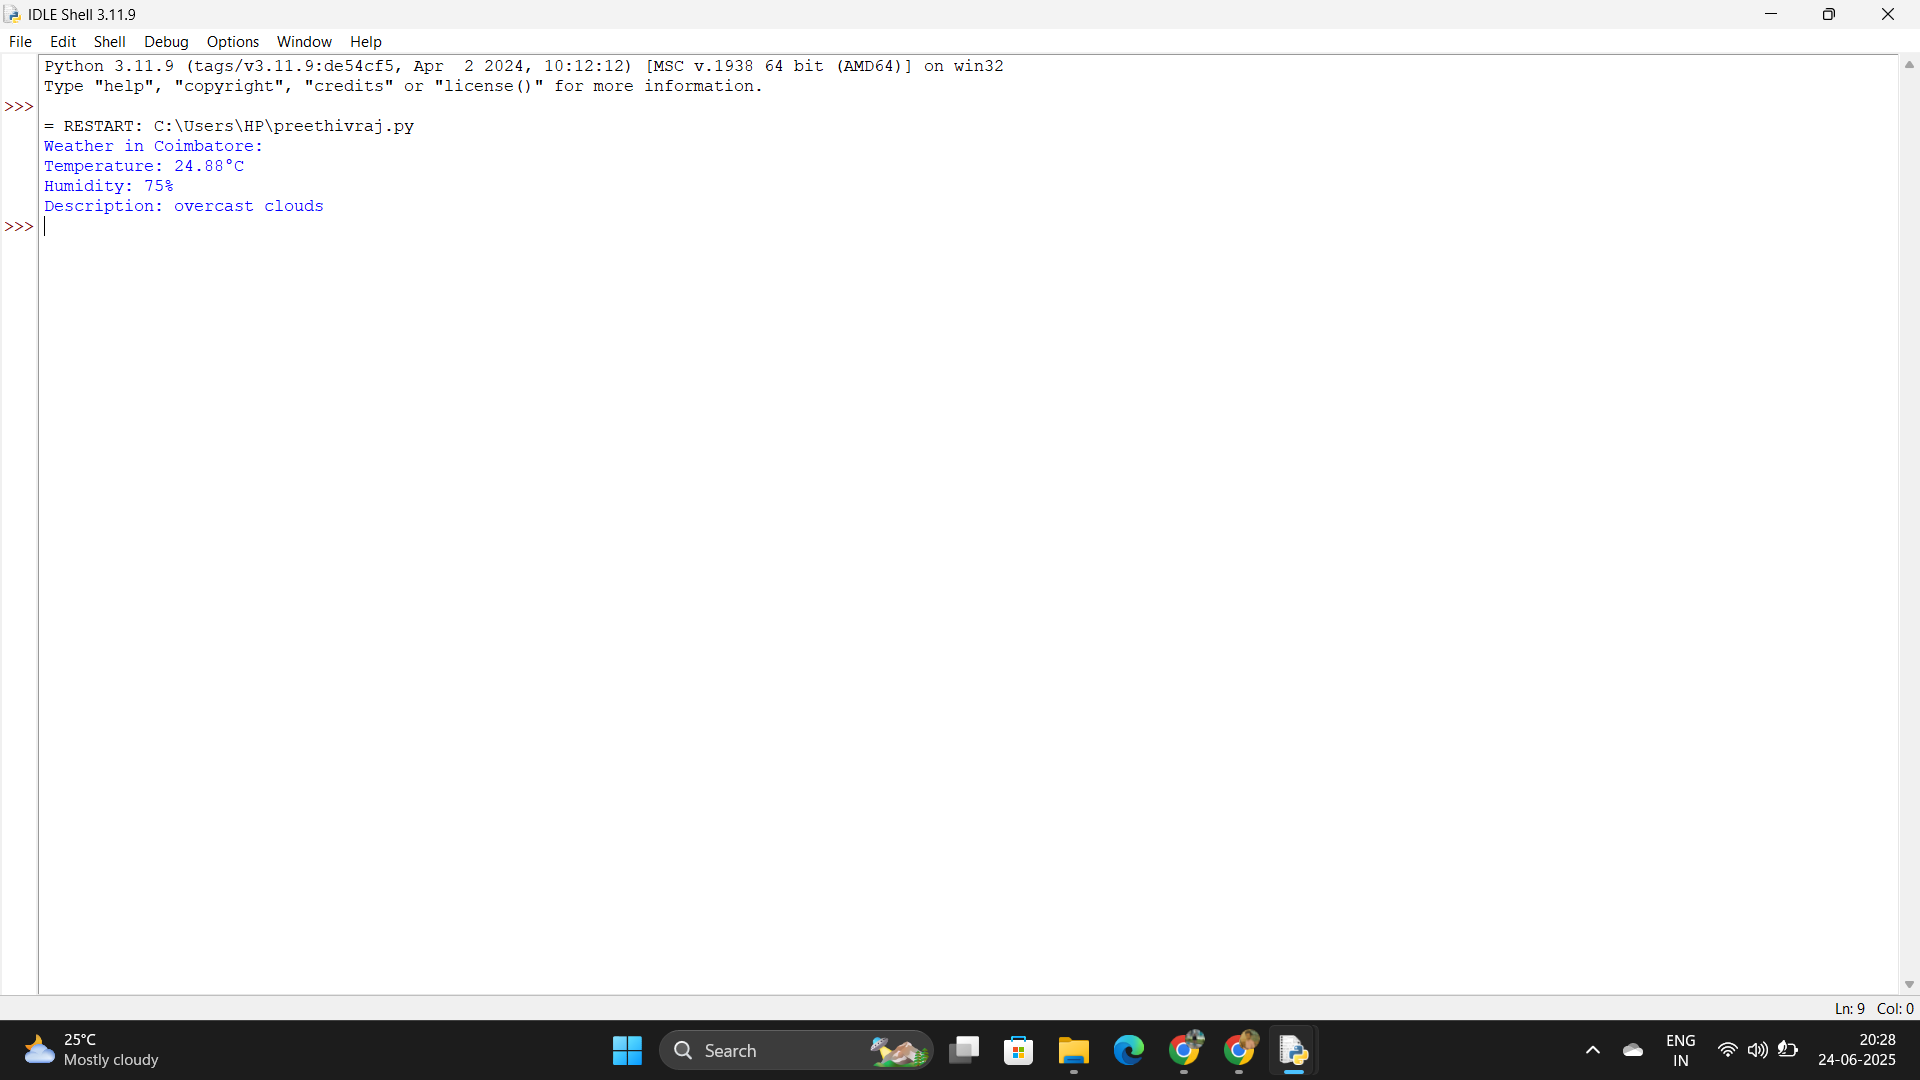 IDLE Shell 3.11.9
File Edit Shell Debug Options Window Help
Python 3.11.9 (tags/v3.11.9:de54cf5, Apr  2 2024, 10:12:12) [MSC v.1938 64 bit (AMD64)] on win32
Type "help", "copyright", "credits" or "license()" for more information.
>>>
= RESTART: C:\Users\HP\preethivraj.py
Weather in Coimbatore:
Temperature: 24.88°C
Humidity: 75%
Description: overcast clouds
>>>
Ln: 9 Col: 0
25°C
Mostly cloudy
Search
ENG
IN
20:28
24-06-2025